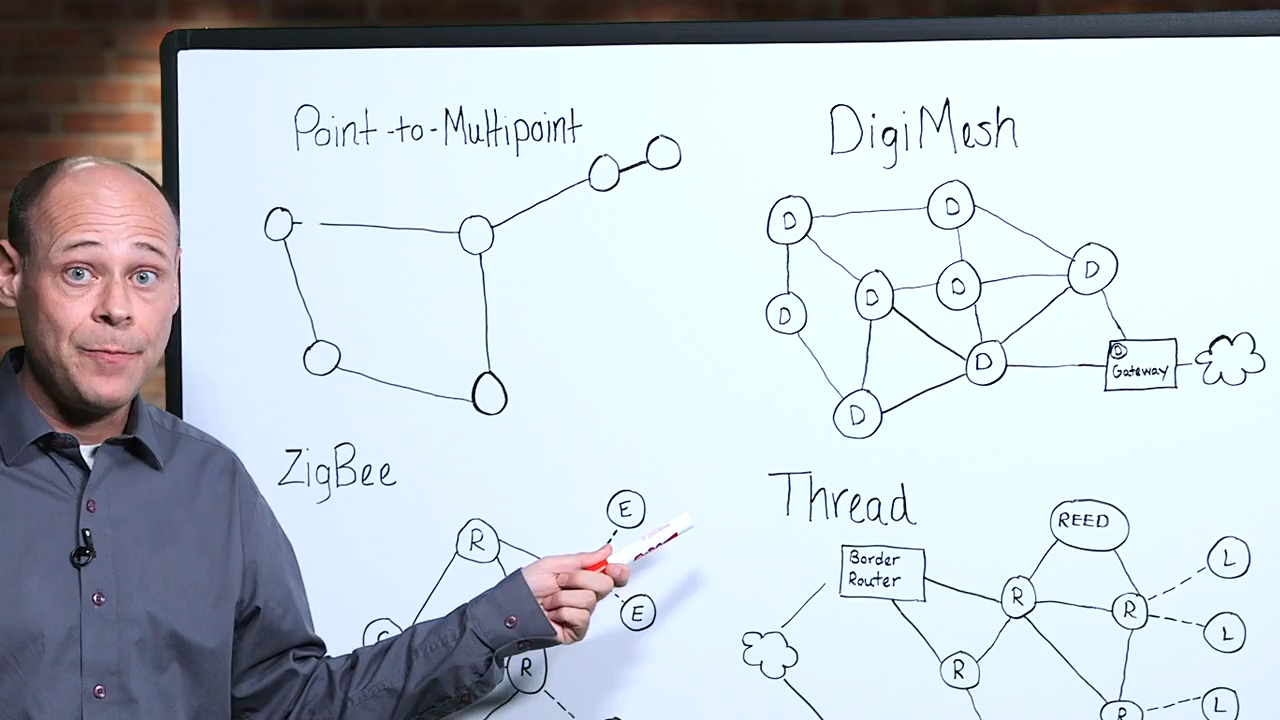 Point-to-Multipoint
DigiMesh
D
D
D
D
D
D
D
D
D
Gateway
ZigBee
R
E
E
R
Thread
REED
Border
Router
R
R
R
R
L
L
L